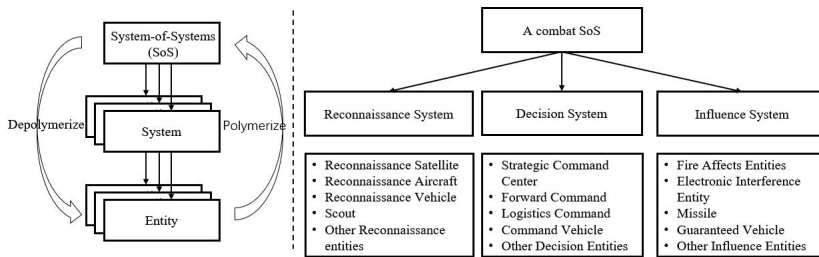 System-of-Systems
(SoS)
Depolymerize
System
Polymerize
Entity
A combat SoS
Reconnaissance System
Decision System
Influence System
• Reconnaissance Satellite
• Reconnaissance Aircraft
• Reconnaissance Vehicle
• Scout
• Other Reconnaissance
entities
• Strategic Command
Center
• Forward Command
• Logistics Command
• Command Vehicle
• Other Decision Entities
• Fire Affects Entities
• Electronic Interference
Entity
• Missile
• Guaranteed Vehicle
• Other Influence Entities